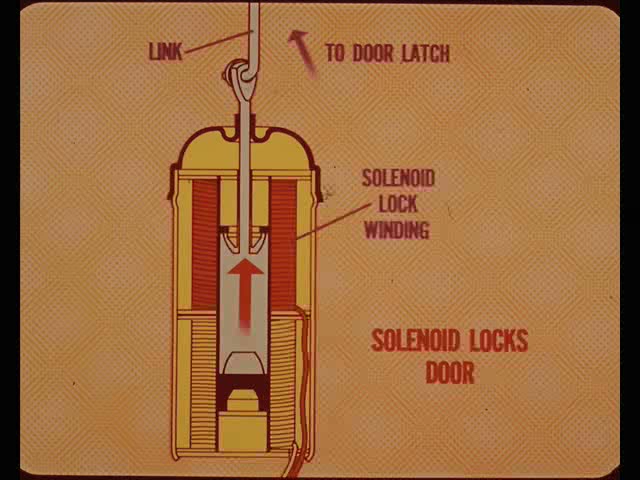 LINK
TO DOOR LATCH
SOLENOID
LOCK
WINDING
SOLENOID LOCKS
DOOR